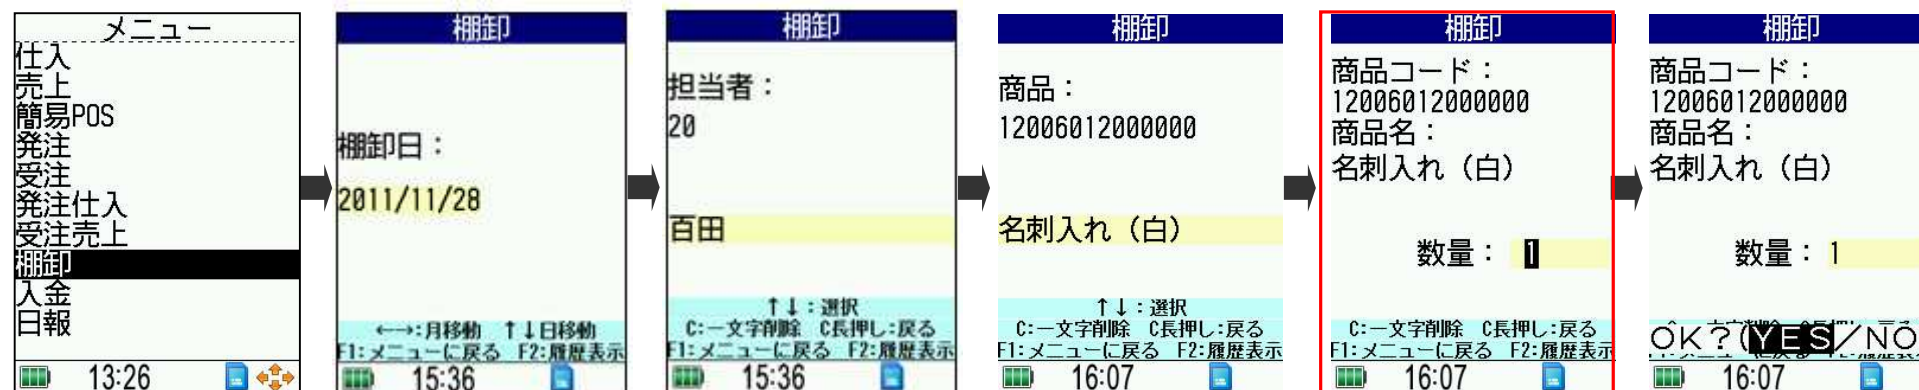 メニュー
仕入
売上
簡易POS
発注
受注
発注仕入
受注売上
棚卸
入金
日報
13:26
棚卸
棚卸日：
2011/11/28
←→:月移動 ↑↓日移動
F1:メニューに戻る F2:履歴表示
15:36
棚卸
担当者：
20
百田
↑↓：選択
C:一文字削除 C長押し:戻る
F1:メニューに戻る F2:履歴表示
15:36
棚卸
商品：
12006012000000
名刺入れ（白）
↑↓：選択
C:一文字削除 C長押し:戻る
F1:メニューに戻る F2:履歴表示
16:07
棚卸
商品コード：
12006012000000
商品名：
名刺入れ（白）
数量： 1
C:一文字削除 C長押し:戻る
F1:メニューに戻る F2:履歴表示
16:07
棚卸
商品コード：
12006012000000
商品名：
名刺入れ（白）
数量： 1
OK?(YES/NO
16:07